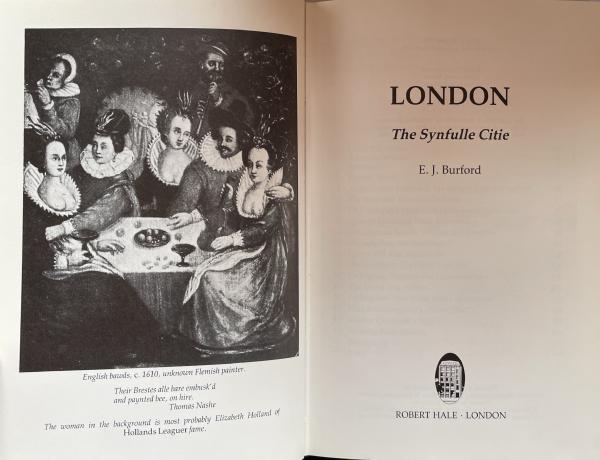 English bawds, c. 1610, unknown Flemish painter.
Their Brestes alle bare embusk'd
and paynted bee, on hire.
Thomas Nashe
The woman in the background is most probably Elizabeth Holland of
Hollands Leaguer fame.
LONDON
The Synfulle Citie
E. J. Burford
ROBERT HALE · LONDON